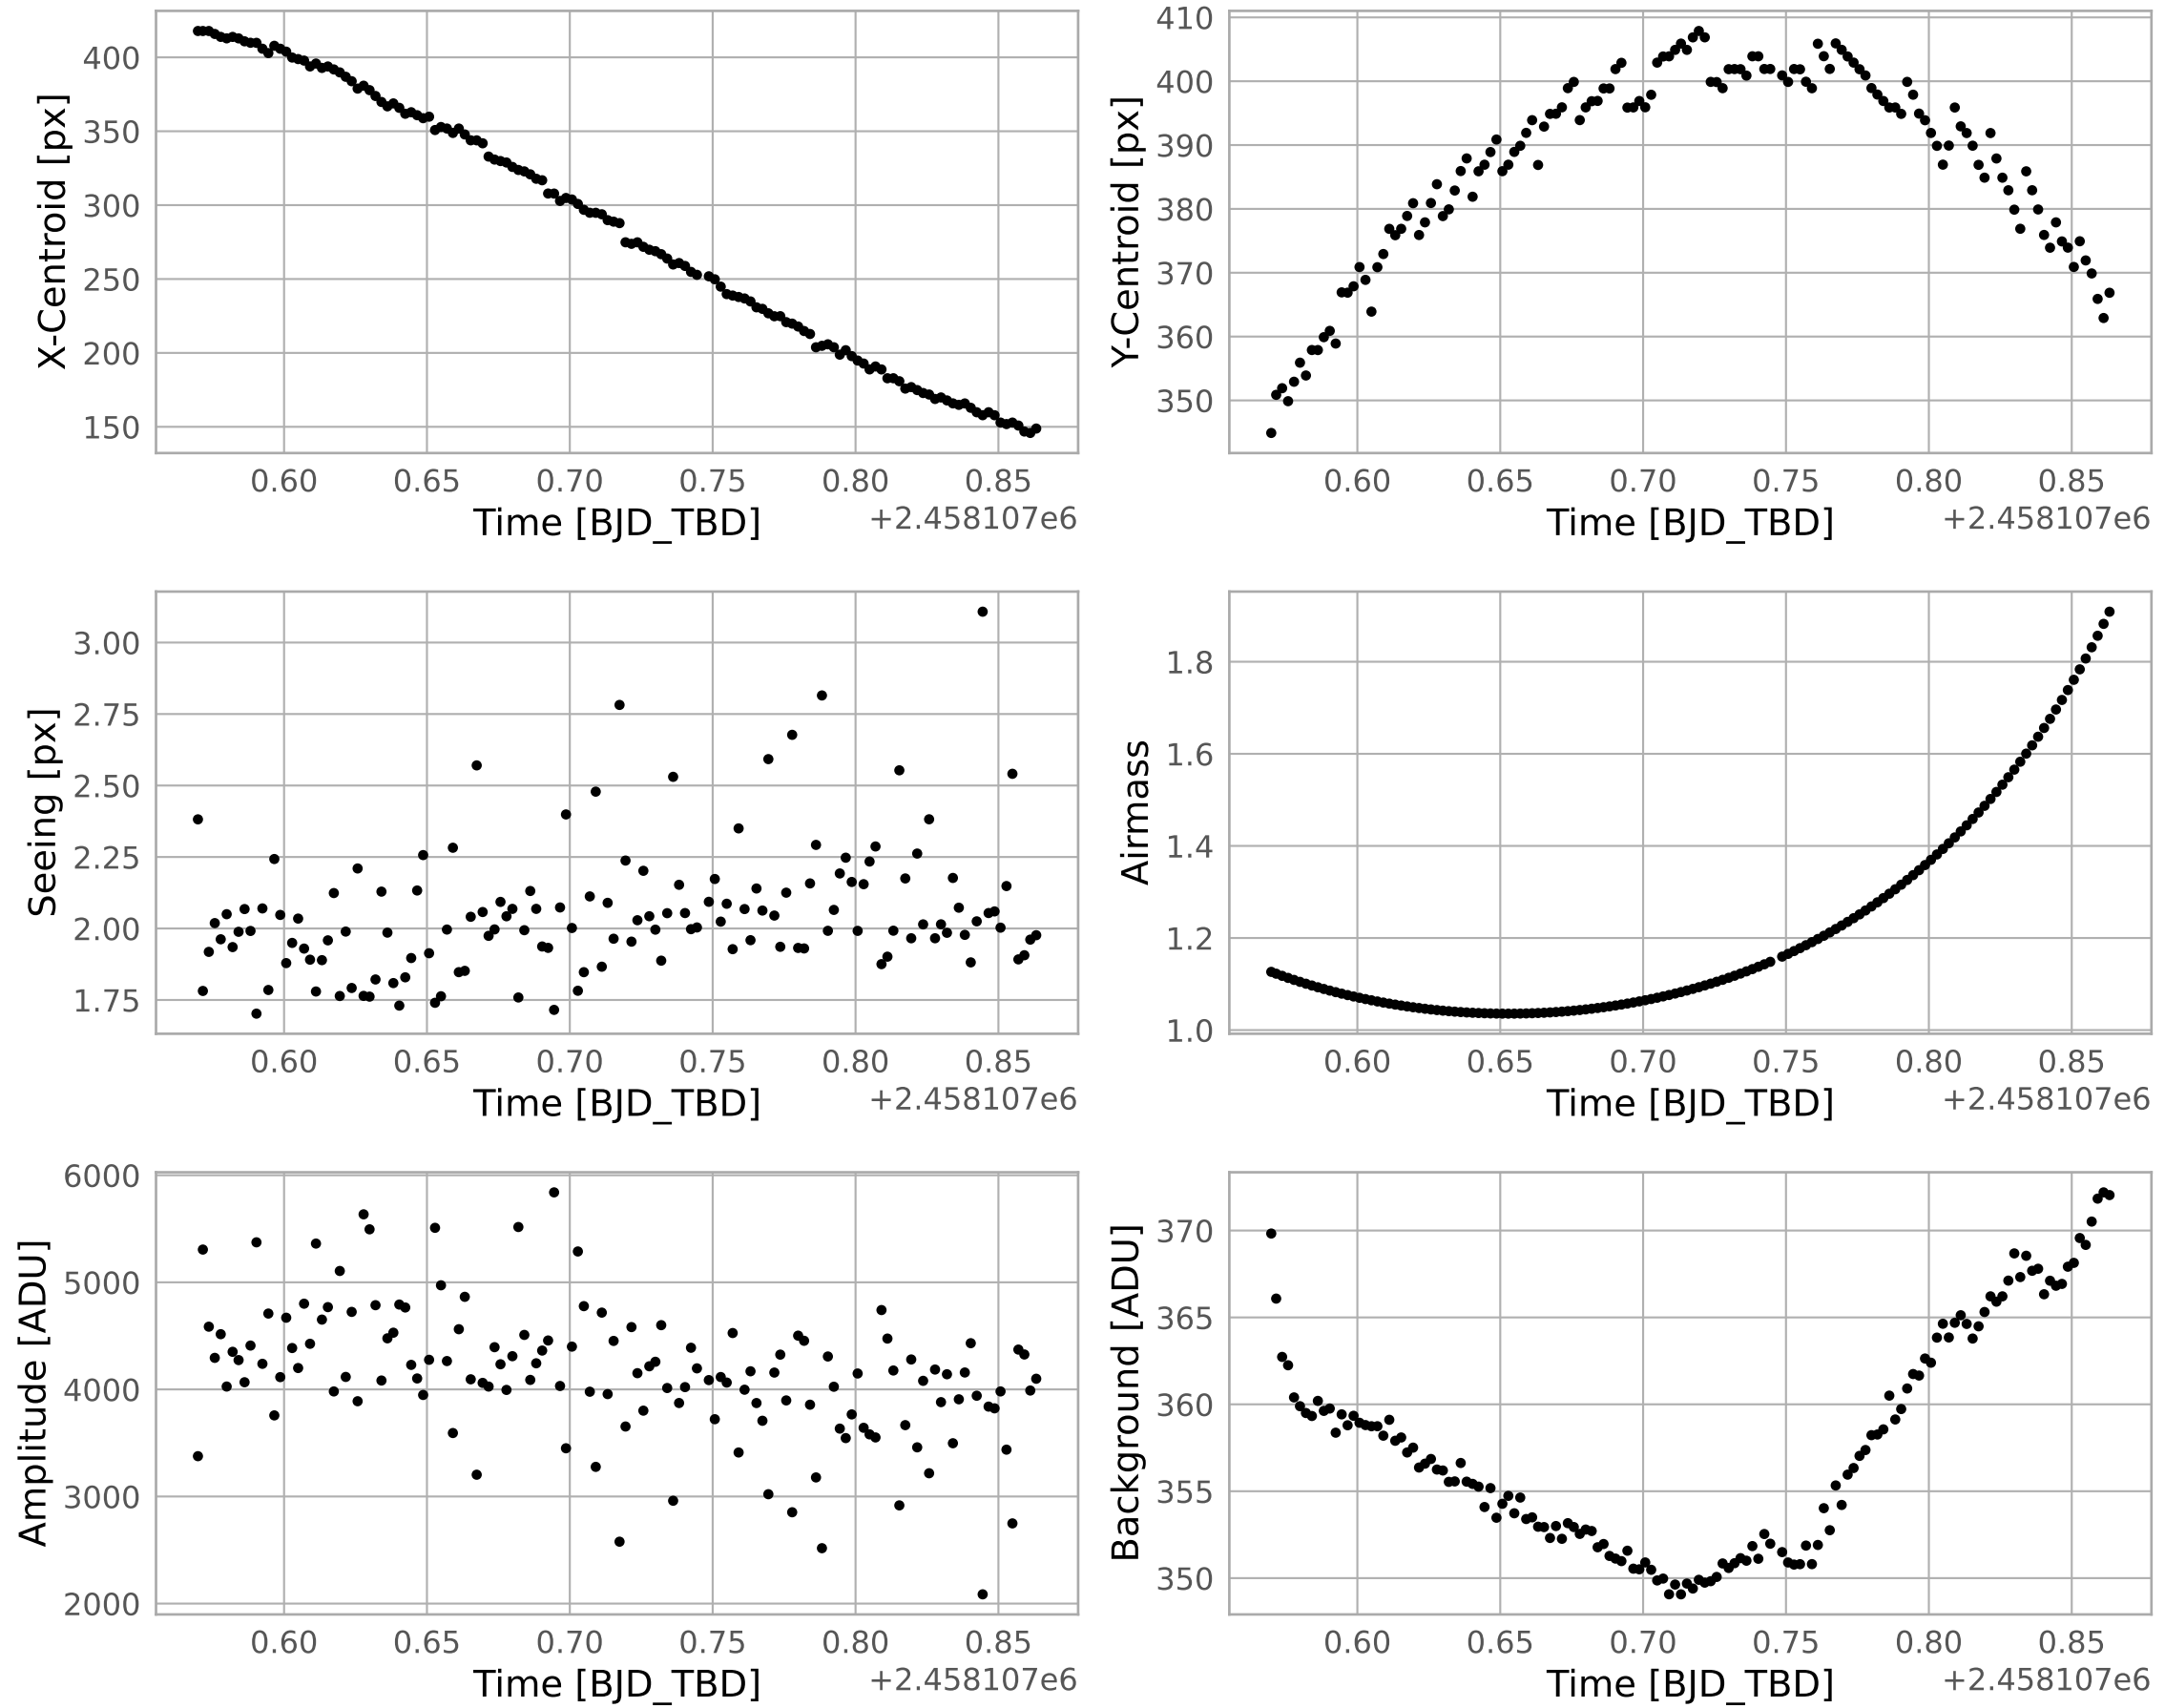 X-Centroid [px]
400
350
300
250
200
150
0.60 0.65 0.70 0.75 0.80 0.85
Time [BJD_TBD]
+2.458107e6
Y-Centroid [px]
410
400
390
380
370
360
350
0.60 0.65 0.70 0.75 0.80 0.85
Time [BJD_TBD]
+2.458107e6
Seeing [px]
3.00
2.75
2.50
2.25
2.00
1.75
0.60 0.65 0.70 0.75 0.80 0.85
Time [BJD_TBD]
+2.458107e6
Airmass
1.8
1.6
1.4
1.2
1.0
0.60 0.65 0.70 0.75 0.80 0.85
Time [BJD_TBD]
+2.458107e6
Amplitude [ADU]
6000
5000
4000
3000
2000
0.60 0.65 0.70 0.75 0.80 0.85
Time [BJD_TBD]
+2.458107e6
Background [ADU]
370
365
360
355
350
0.60 0.65 0.70 0.75 0.80 0.85
Time [BJD_TBD]
+2.458107e6